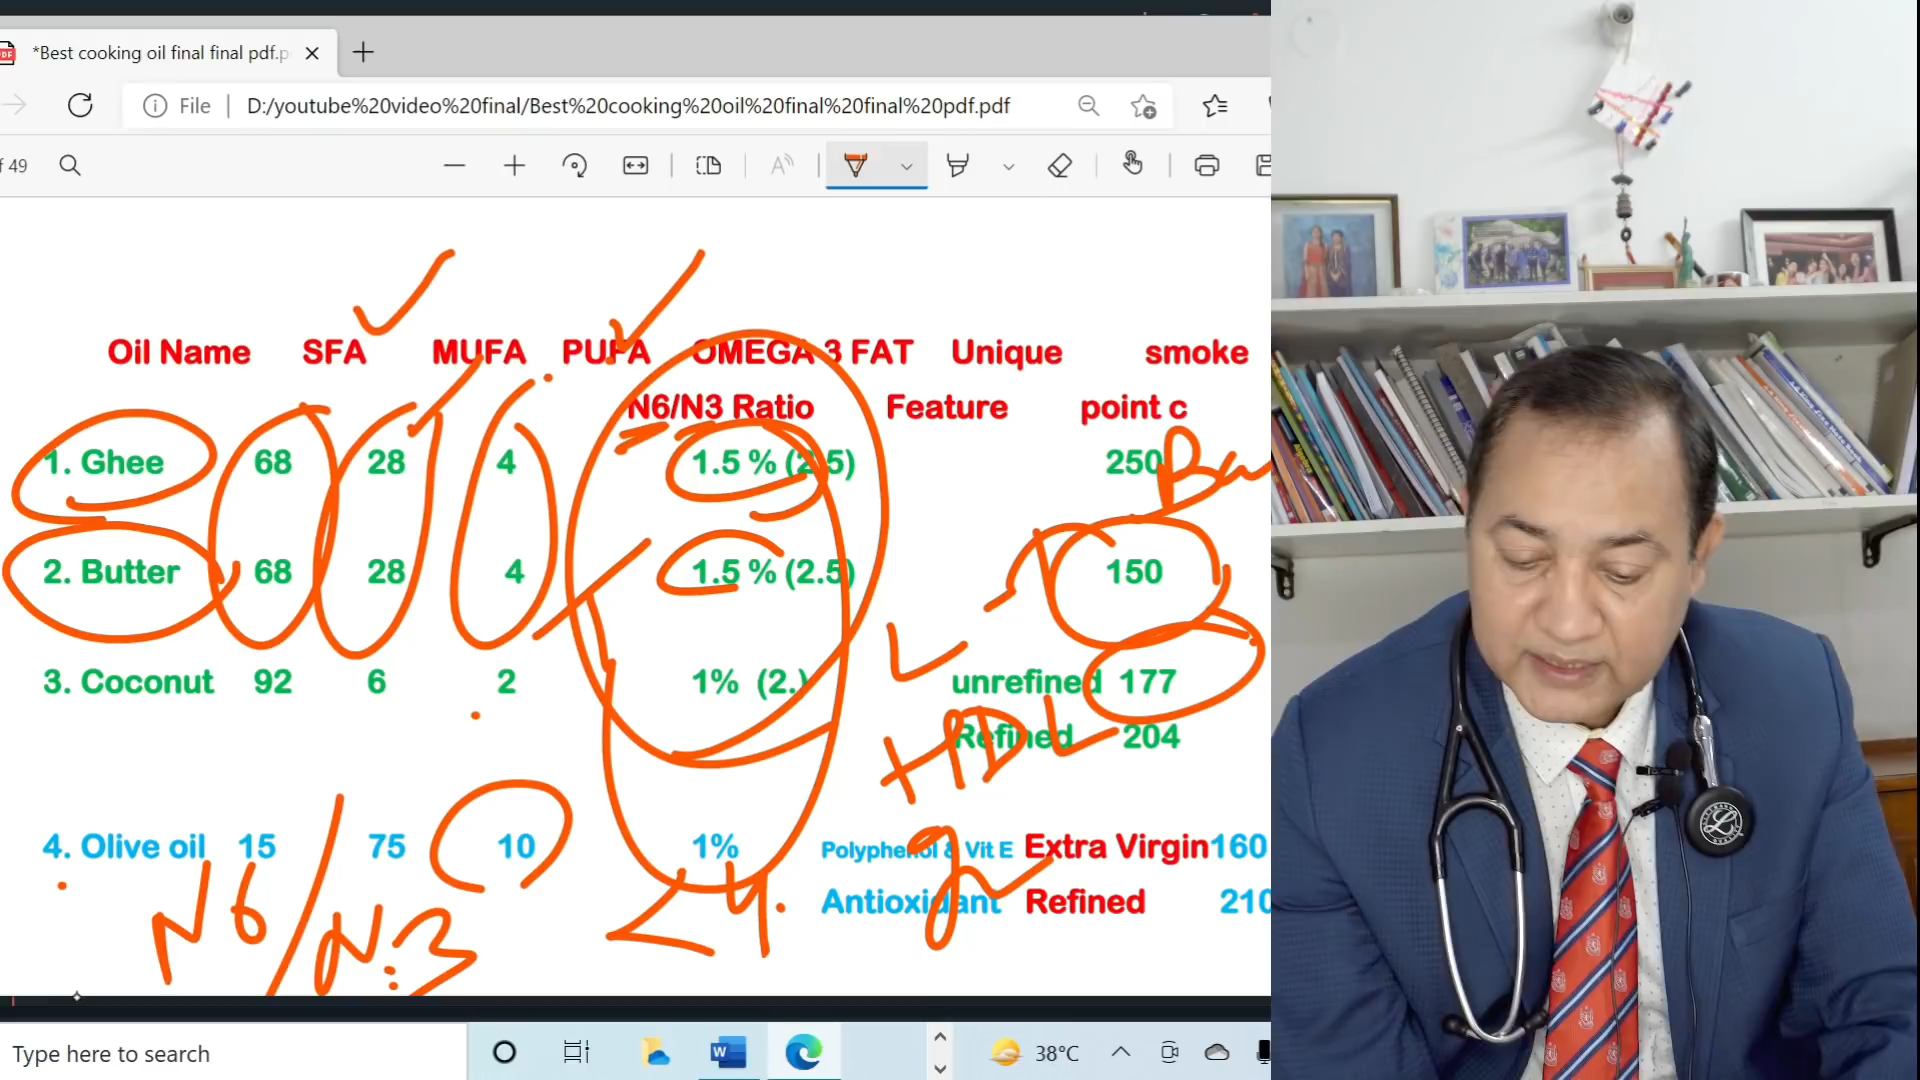 *Best cooking oil final final pdf.p
File | D:/youtube%20video%20final/Best%20cooking%20oil%20final%20final%20pdf.pdf
f 49
Oil Name SFA MUFA PUFA OMEGA 3 FAT Unique smoke
N6/N3 Ratio Feature point c
1. Ghee 68 28 4 1.5 % (2.5) 250
2. Butter 68 28 4 1.5 % (2.5) 150
3. Coconut 92 6 2 1% (2.) unrefined 177
HDL
Refined 204
4. Olive oil 15 75 10 1% Polyphenol & Vit E Extra Virgin 160
Antioxidant Refined 210
N6/N3 <4
Type here to search
38°C